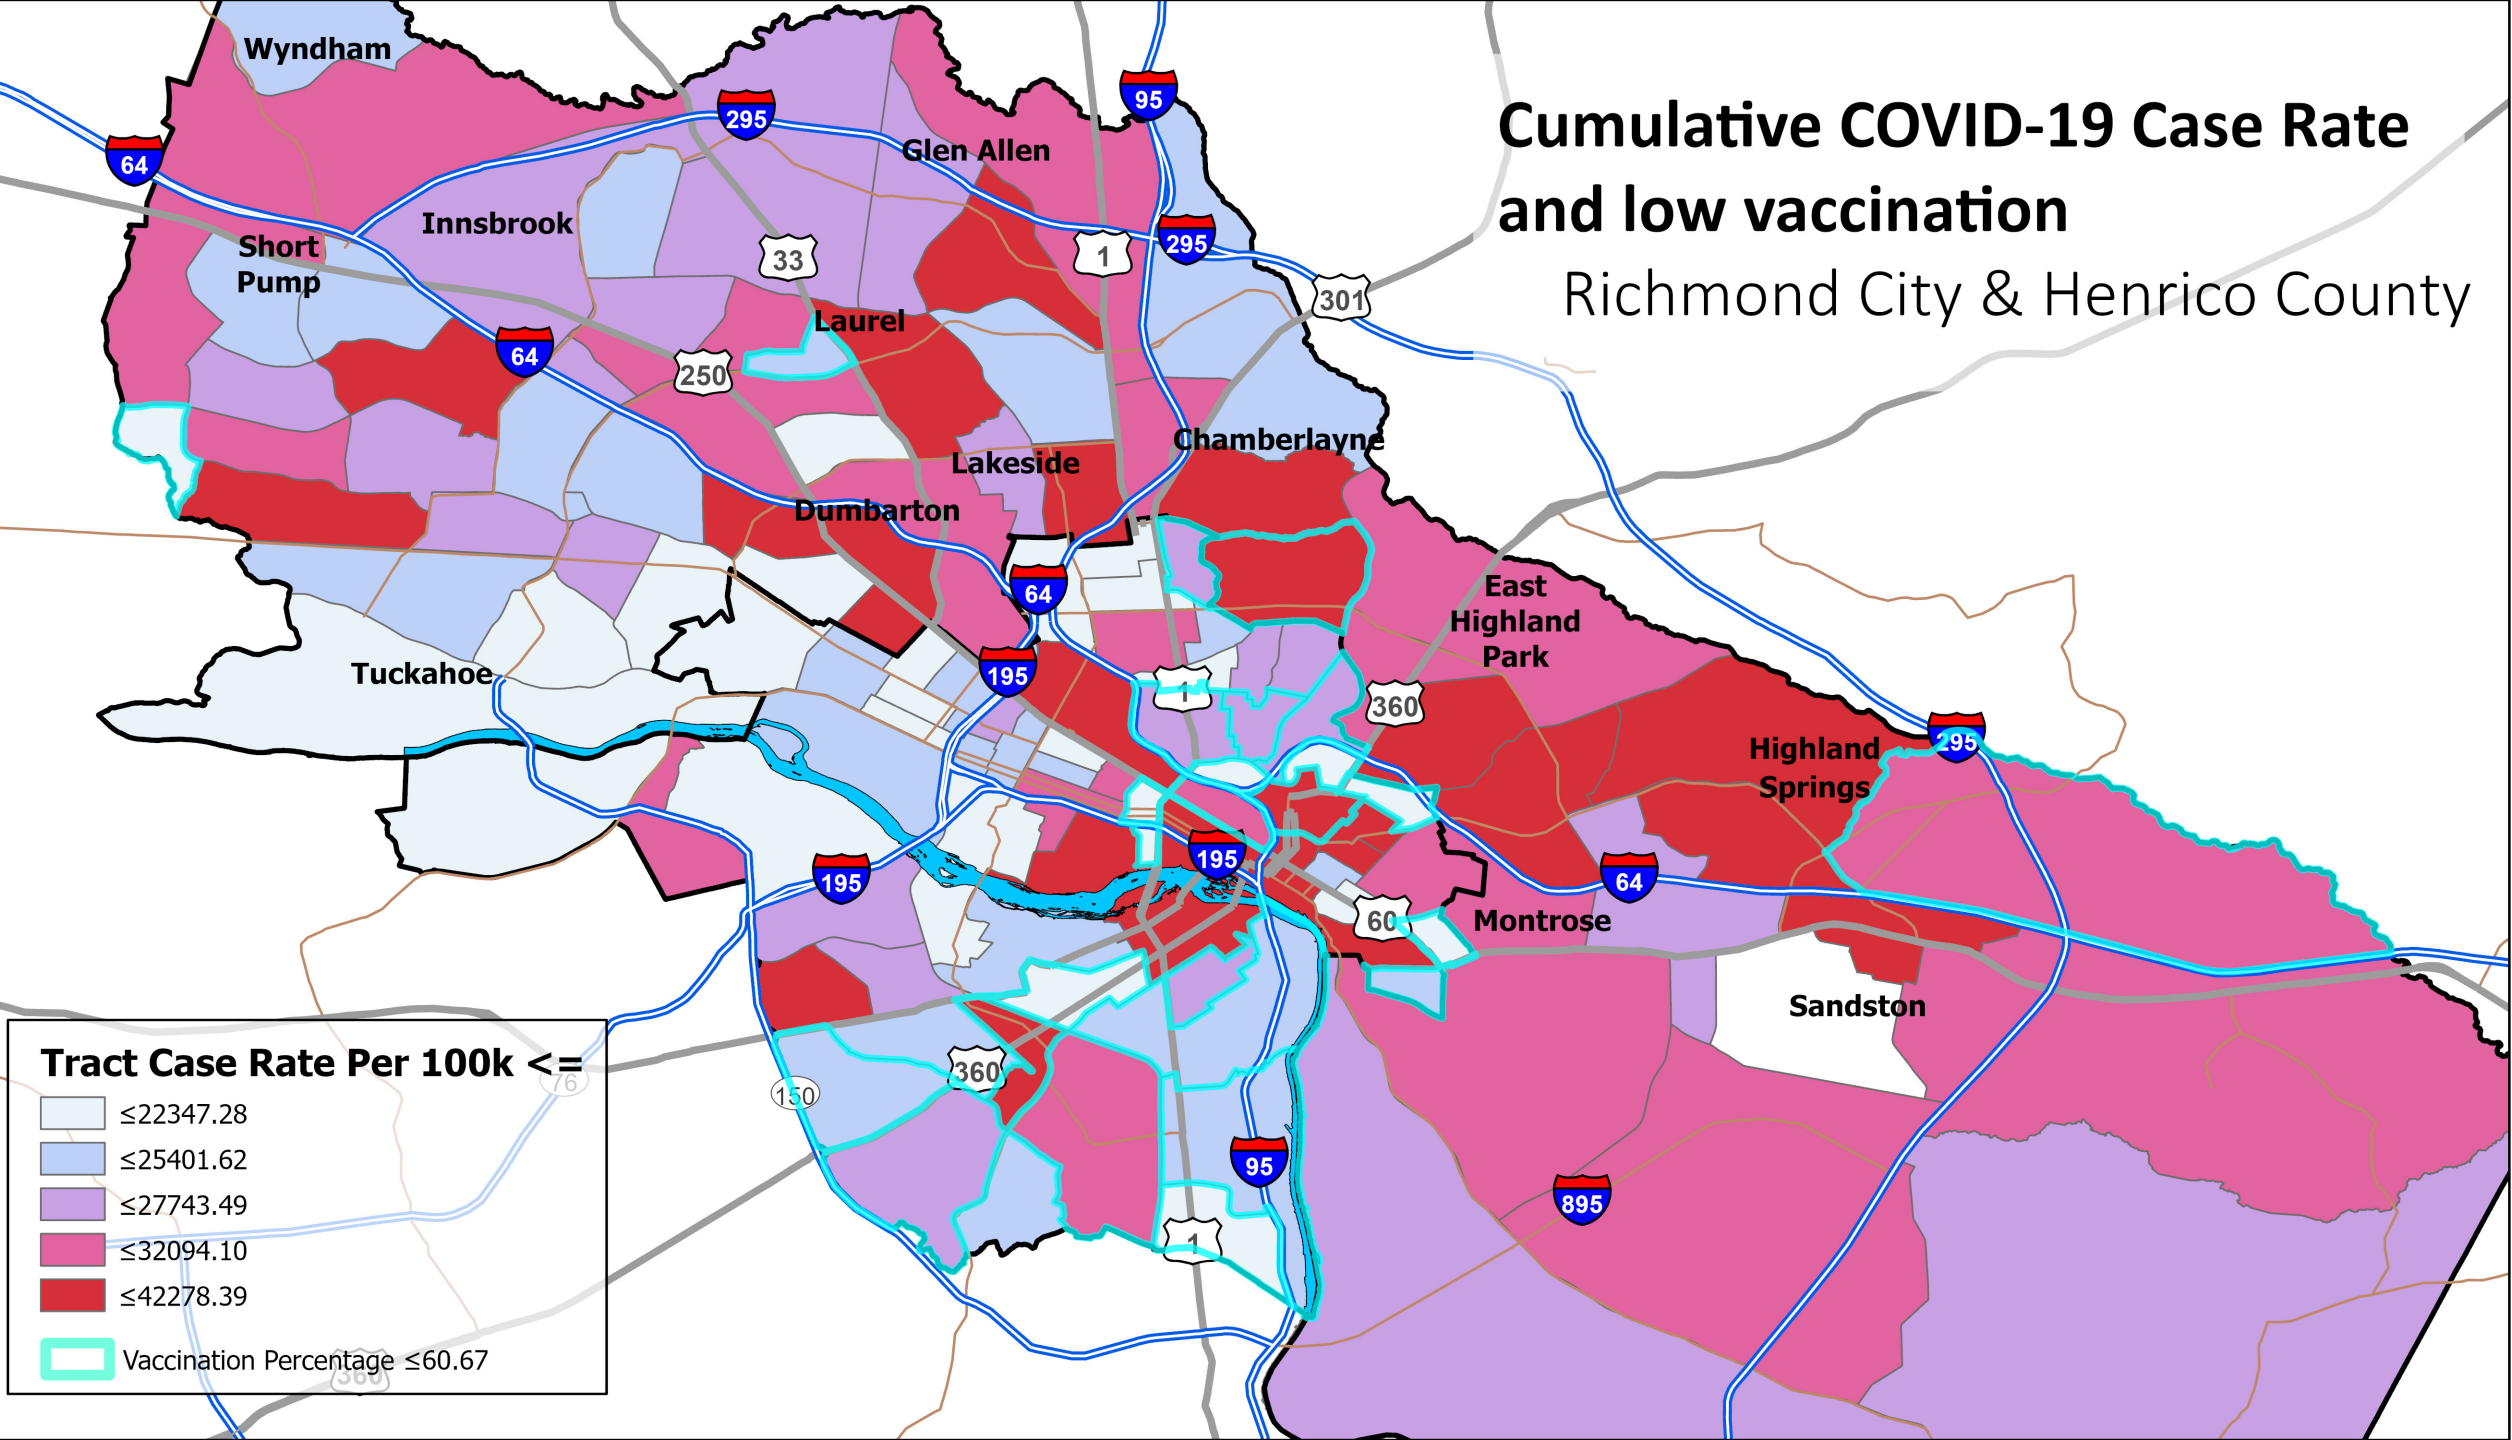 Cumulative COVID-19 Case Rate
and low vaccination
Richmond City & Henrico County
Wyndham
95
295
64
Glen Allen
Innsbrook
Short
Pump
33
1
295
301
Laurel
64
250
Chamberlayne
Lakeside
Dumbarton
64
East
Highland
Park
195
Tuckahoe
1
360
295
Highland
Springs
195
195
64
60
Montrose
Sandston
360
150
76
95
895
1
360
Tract Case Rate Per 100k <=
≤22347.28
≤25401.62
≤27743.49
≤32094.10
≤42278.39
Vaccination Percentage ≤60.67